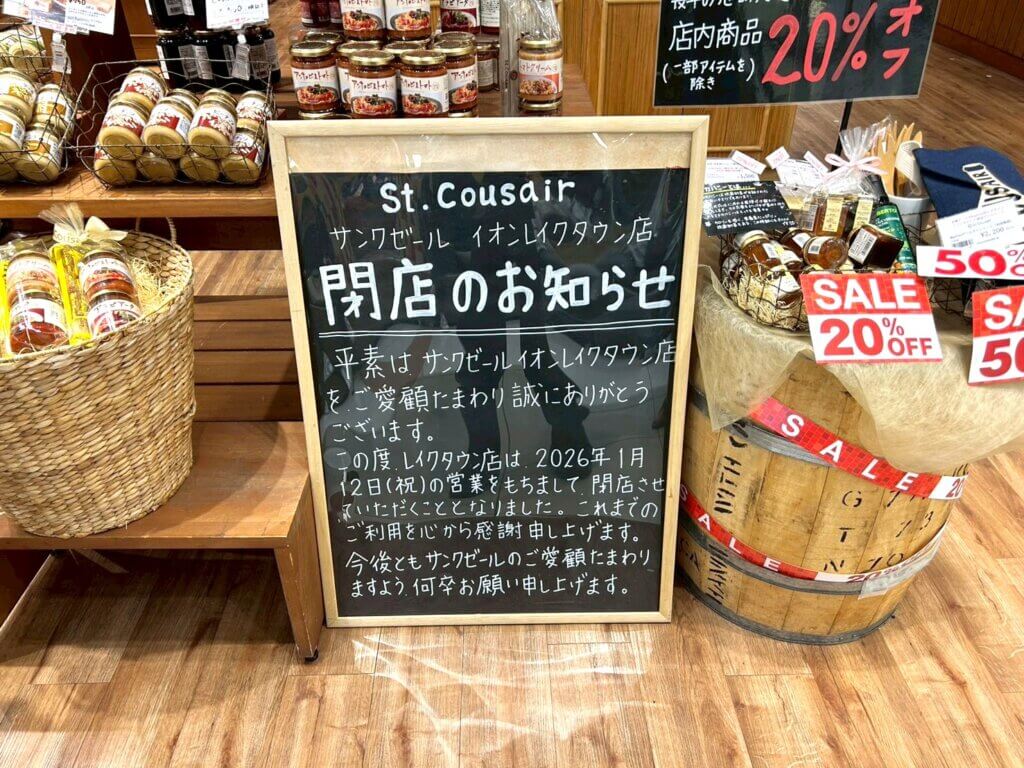 店内商品
(一部アイテムを除き)
20%オフ
St.Cousair
サンクゼール イオンレイクタウン店
閉店のお知らせ
平素は、サンクゼールイオンレイクタウン店
を、ご愛顧たまわり誠にありがとう
ございます。
この度、レイクタウン店は、2026年1月
12日(祝)の営業をもちまして、閉店させ
ていただくこととなりました。これまでの
ご利用を心から感謝申し上げます。
今後ともサンクゼールのご愛顧たまわり
ますよう、何卒お願い申し上げます。
SALE
20%OFF
50%
SA
50
¥2,200
SALE
SALE